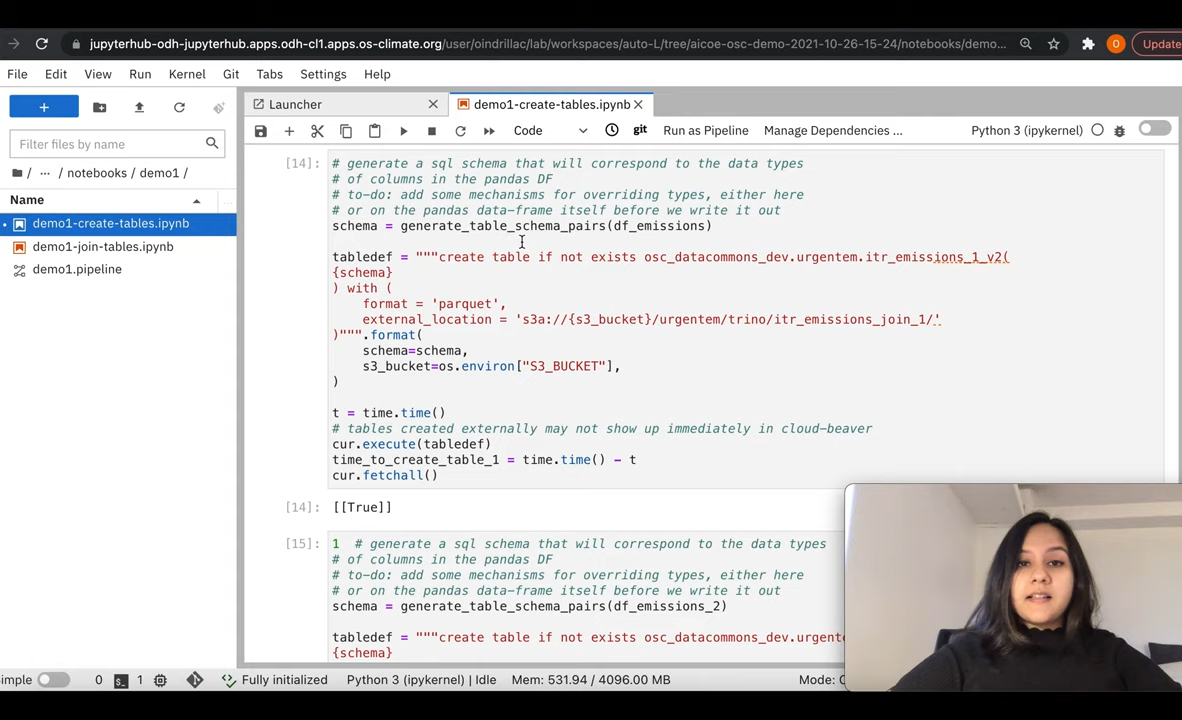 jupyterhub-odh-jupyterhub.apps.odh-cl1.apps.os-climate.org/user/oindrillac/lab/workspaces/auto-L/tree/aicoe-osc-demo-2021-10-26-15-24/notebooks/demo...
O
Update
File Edit View Run Kernel Git Tabs Settings Help
+
Launcher
demo1-create-tables.ipynb
Code
git
Run as Pipeline
Manage Dependencies ...
Python 3 (ipykernel)
Filter files by name
/ ... / notebooks / demo1 /
Name
demo1-create-tables.ipynb
demo1-join-tables.ipynb
demo1.pipeline
[14]:
# generate a sql schema that will correspond to the data types
# of columns in the pandas DF
# to-do: add some mechanisms for overriding types, either here
# or on the pandas data-frame itself before we write it out
schema = generate_table_schema_pairs(df_emissions)
tabledef = """create table if not exists osc_datacommons_dev.urgentem.itr_emissions_1_v2(
{schema}
) with (
format = 'parquet',
external_location = 's3a://{s3_bucket}/urgentem/trino/itr_emissions_join_1/'
)""".format(
schema=schema,
s3_bucket=os.environ["S3_BUCKET"],
)
t = time.time()
# tables created externally may not show up immediately in cloud-beaver
cur.execute(tabledef)
time_to_create_table_1 = time.time() - t
cur.fetchall()
[14]: [[True]]
[15]:
1 # generate a sql schema that will correspond to the data types
# of columns in the pandas DF
# to-do: add some mechanisms for overriding types, either here
# or on the pandas data-frame itself before we write it out
schema = generate_table_schema_pairs(df_emissions_2)
tabledef = """create table if not exists osc_datacommons_dev.urgente
{schema}
imple 0 1 Fully initialized Python 3 (ipykernel) | Idle Mem: 531.94 / 4096.00 MB Mode: